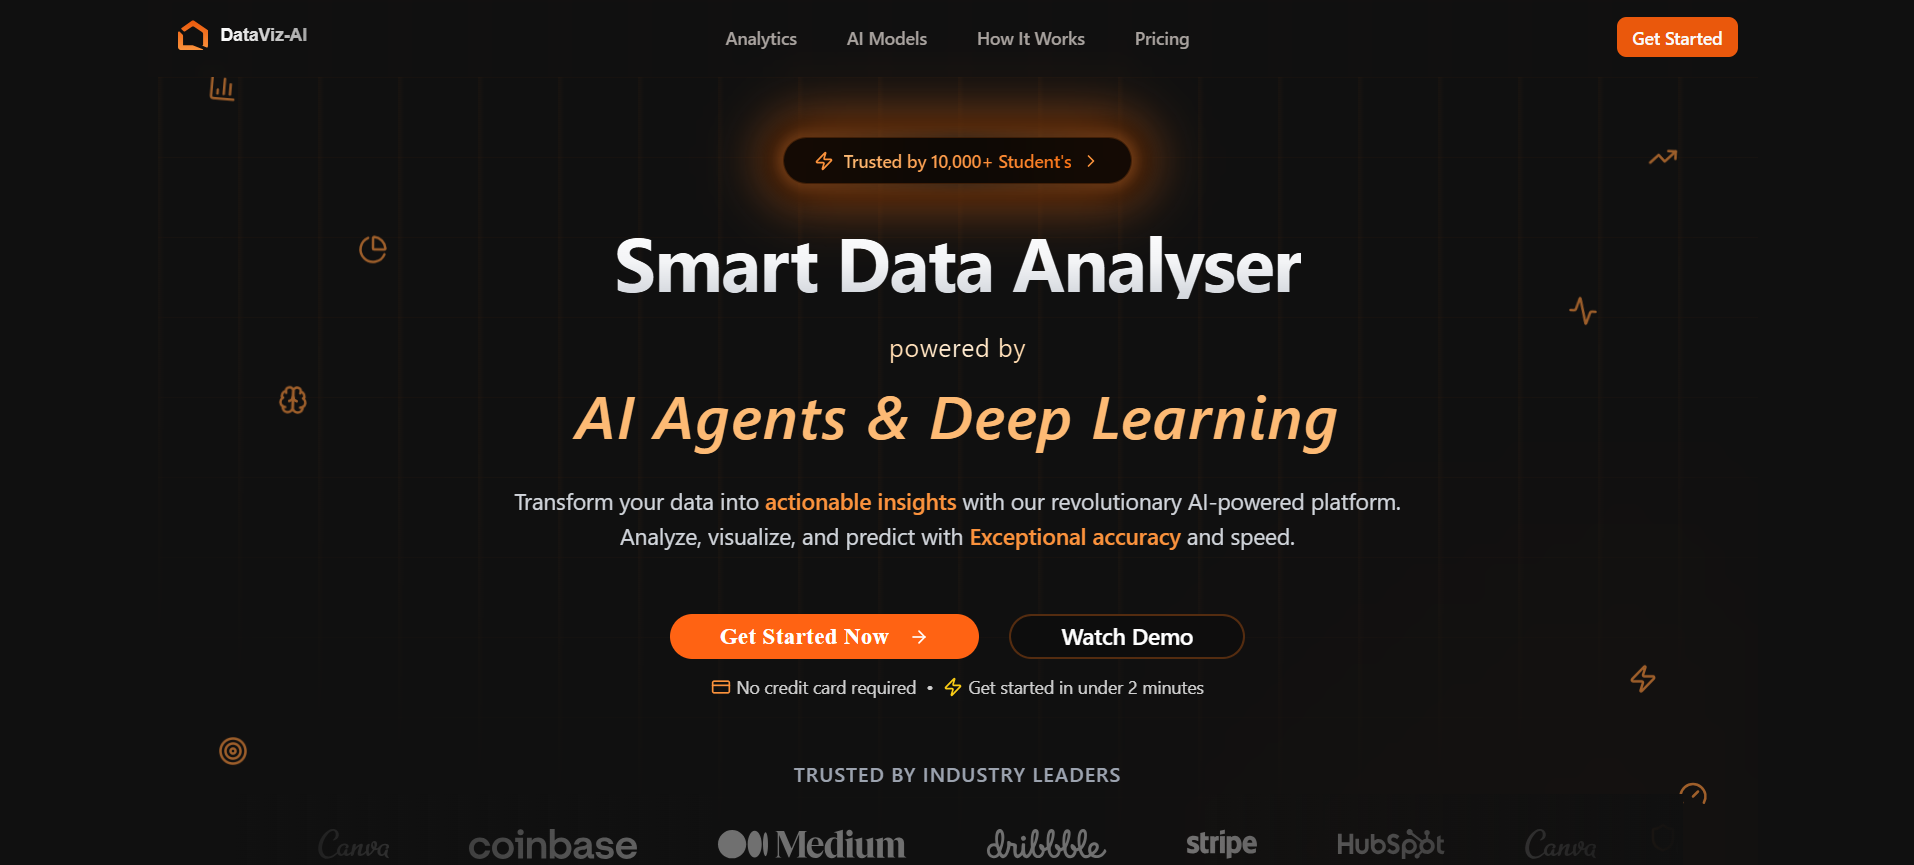 DataViz-AI
Analytics
AI Models
How It Works
Pricing
Get Started
Trusted by 10,000+ Student's
Smart Data Analyser
powered by
AI Agents & Deep Learning
Transform your data into actionable insights with our revolutionary AI-powered platform.
Analyze, visualize, and predict with Exceptional accuracy and speed.
Get Started Now
Watch Demo
No credit card required • Get started in under 2 minutes
TRUSTED BY INDUSTRY LEADERS
Canva
coinbase
Medium
dribbble
stripe
HubSpot
Canva